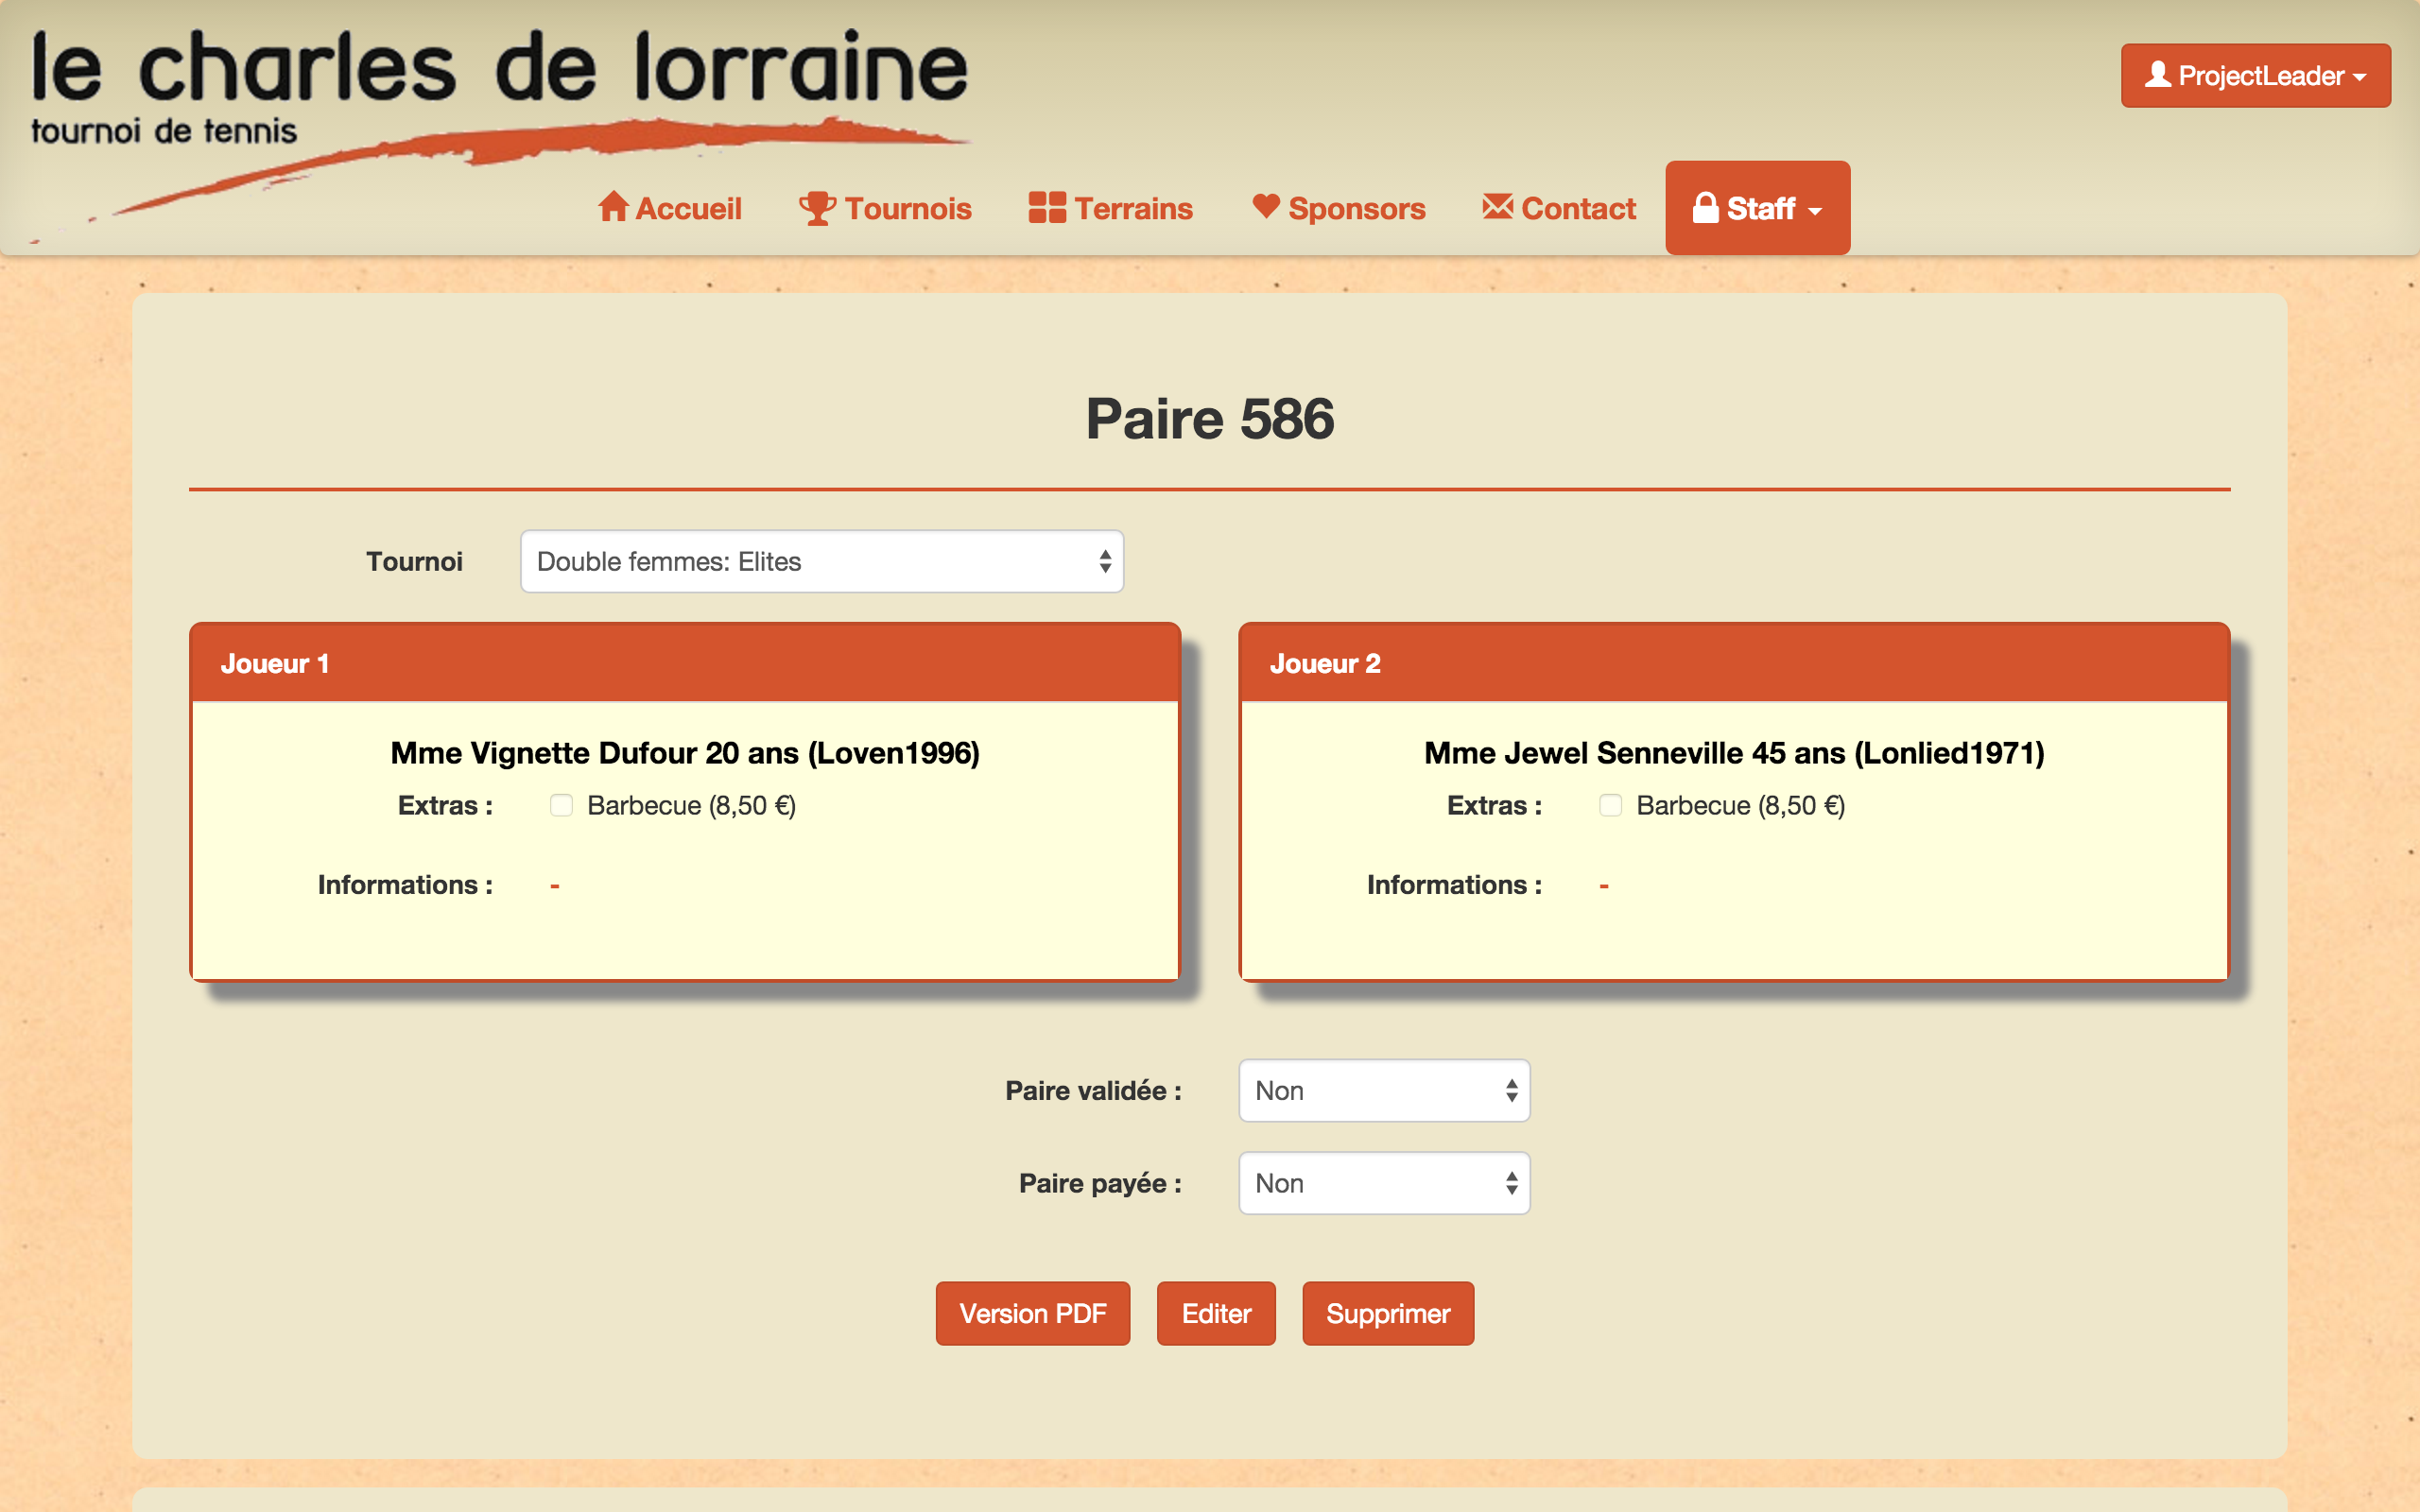 le charles de lorraine
tournoi de tennis
ProjectLeader
Accueil Tournois Terrains Sponsors Contact Staff
Paire 586
Tournoi Double femmes: Elites
Joueur 1
Mme Vignette Dufour 20 ans (Loven1996)
Extras : Barbecue (8,50 €)
Informations : -
Joueur 2
Mme Jewel Senneville 45 ans (Lonlied1971)
Extras : Barbecue (8,50 €)
Informations : -
Paire validée : Non
Paire payée : Non
Version PDF Editer Supprimer